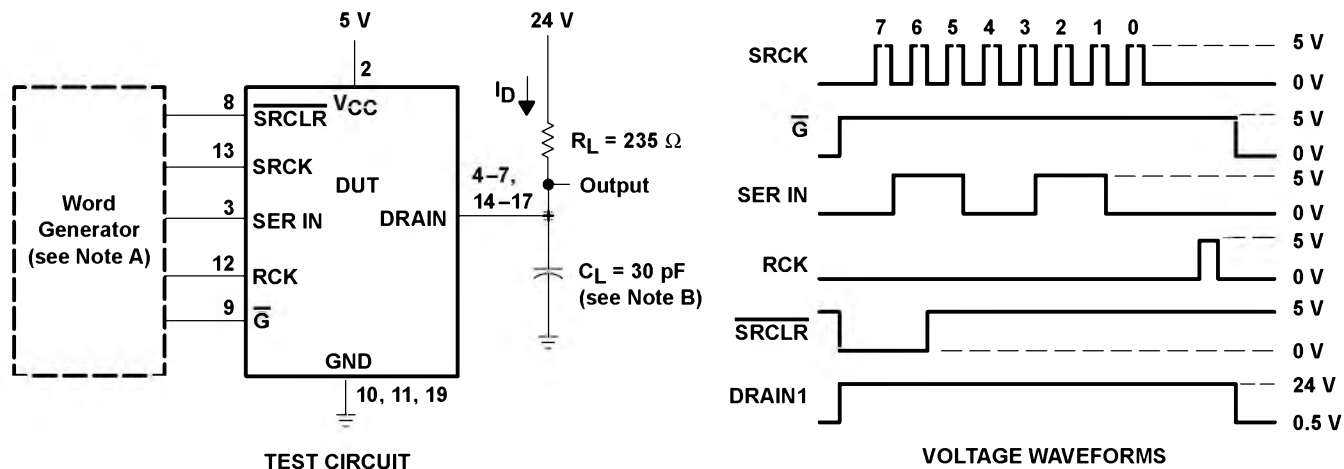 5 V
24 V
2
8
SRCLR
VCC
ID
13
SRCK
RL = 235 Ω
DUT
4–7,
14–17
Output
Word
Generator
(see Note A)
3
SER IN
DRAIN
12
RCK
CL = 30 pF
(see Note B)
9
G
GND
10, 11, 19
TEST CIRCUIT
7 6 5 4 3 2 1 0
SRCK
5 V
0 V
G
5 V
0 V
SER IN
5 V
0 V
RCK
5 V
0 V
SRCLR
5 V
0 V
DRAIN1
24 V
0.5 V
VOLTAGE WAVEFORMS